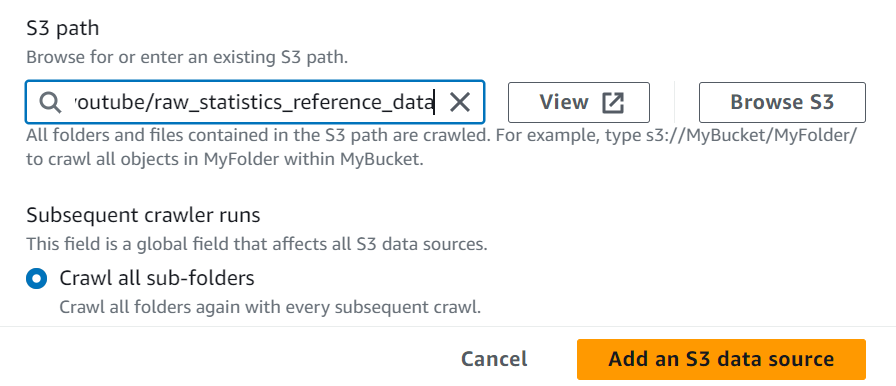 S3 path
Browse for or enter an existing S3 path.
youtube/raw_statistics_reference_data
View
Browse S3
All folders and files contained in the S3 path are crawled. For example, type s3://MyBucket/MyFolder/
to crawl all objects in MyFolder within MyBucket.
Subsequent crawler runs
This field is a global field that affects all S3 data sources.
Crawl all sub-folders
Crawl all folders again with every subsequent crawl.
Cancel
Add an S3 data source